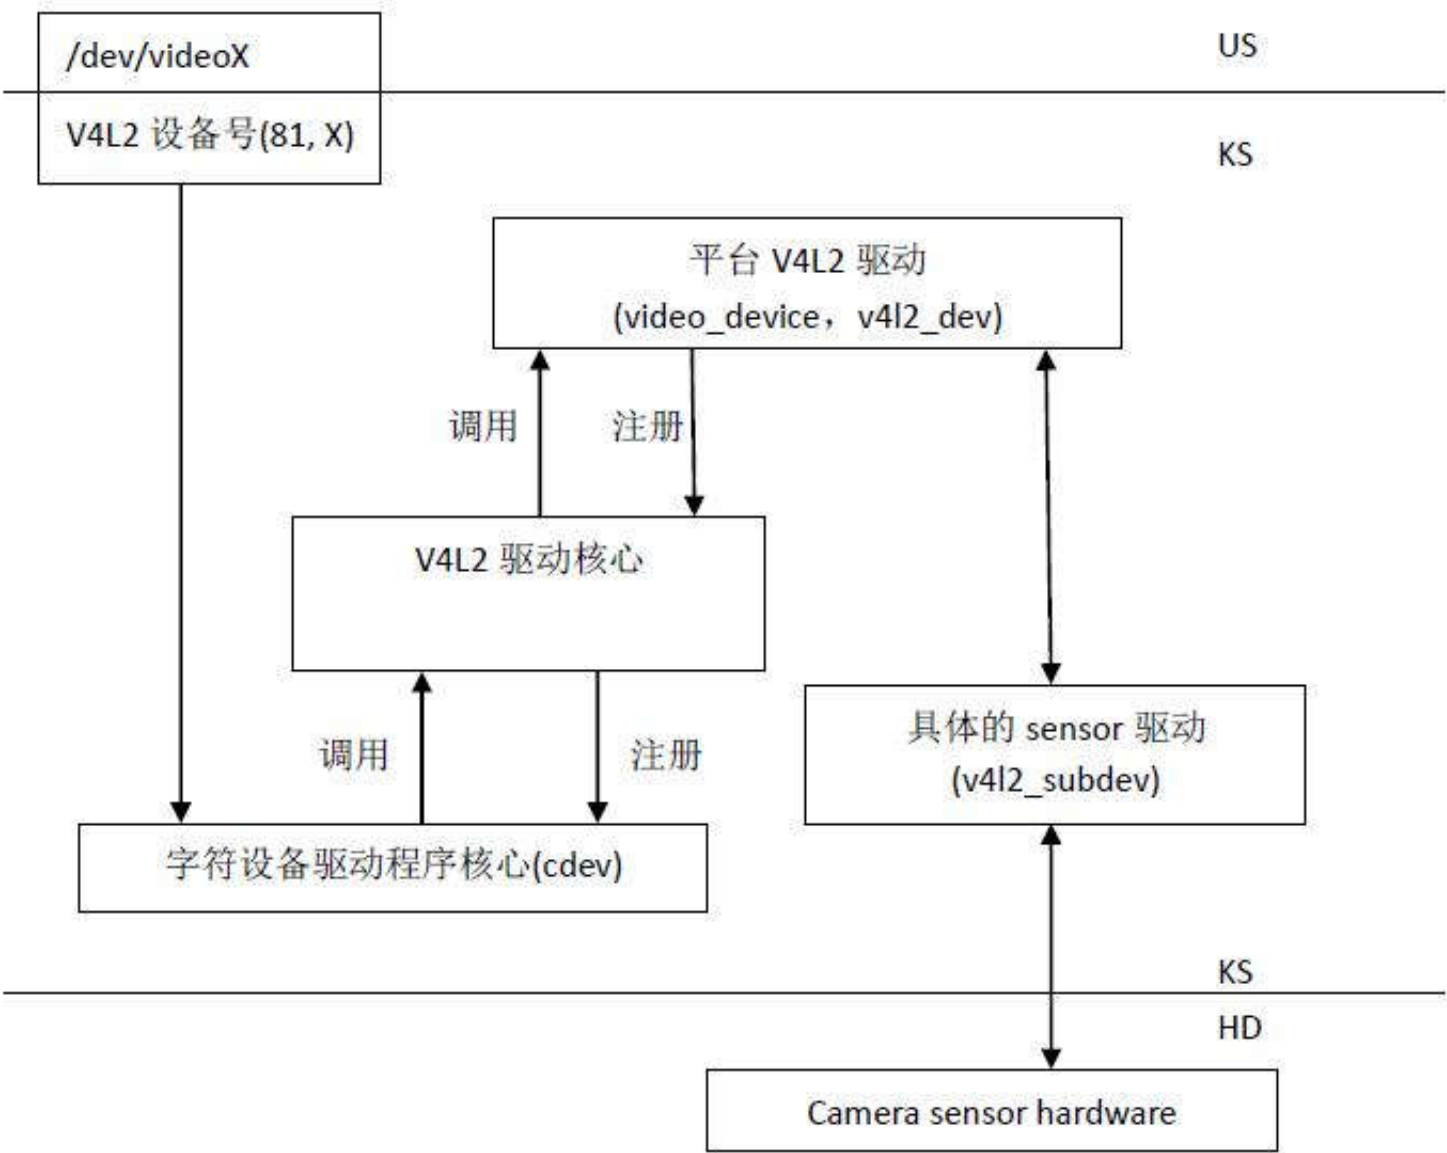 /dev/videoX
US
V4L2 设备号(81, X)
KS
平台 V4L2 驱动
(video_device，v4l2_dev)
调用
注册
V4L2 驱动核心
具体的 sensor 驱动
(v4l2_subdev)
调用
注册
字符设备驱动程序核心(cdev)
KS
HD
Camera sensor hardware